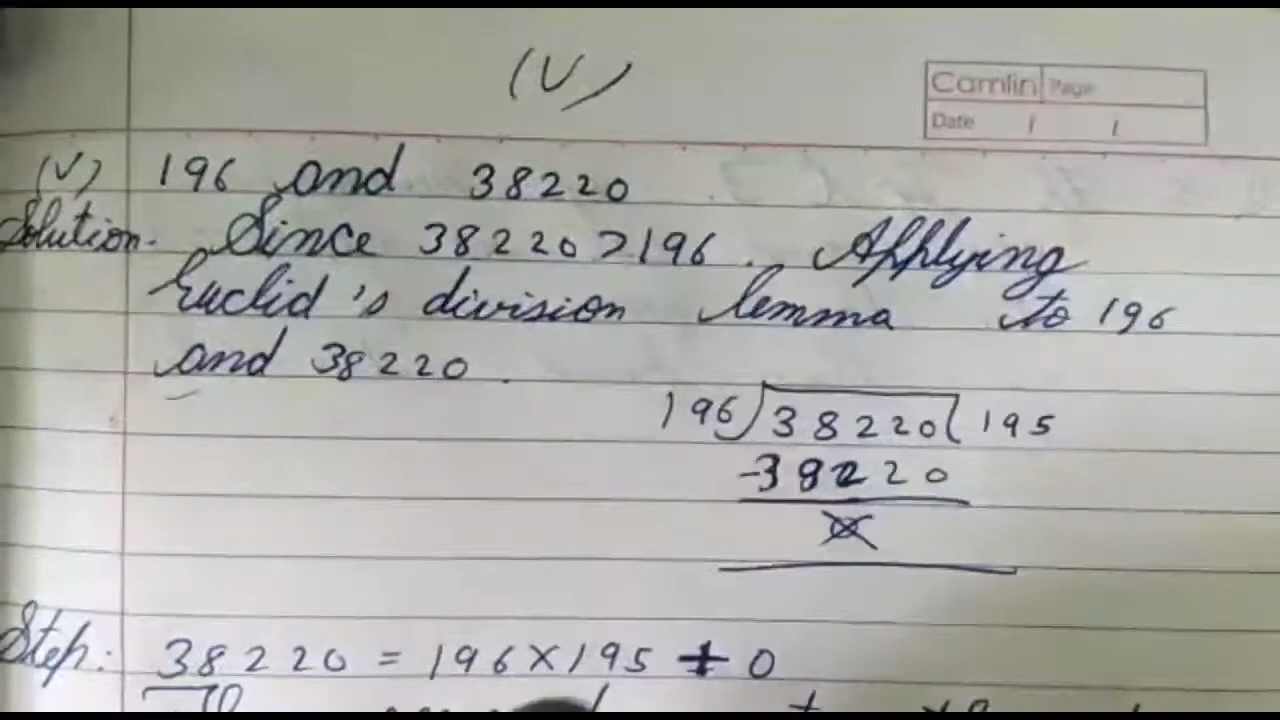 (V)
Camlin Page
Date / /
(V) 196 and 38220
Solution. Since 38220>196. Applying
Euclid's division lemma to 196
and 38220.
196)38220(195
-38220
Step: 38220 = 196×195 + 0